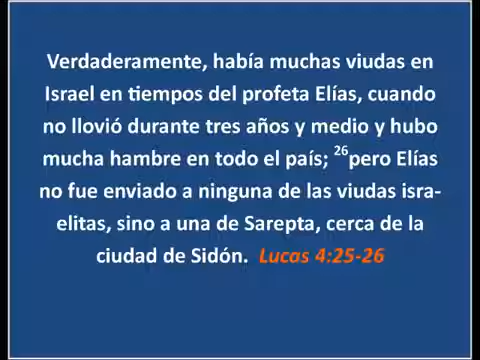 Verdaderamente, había muchas viudas en
Israel en tiempos del profeta Elías, cuando
no llovió durante tres años y medio y hubo
mucha hambre en todo el país; 26pero Elías
no fue enviado a ninguna de las viudas isra-
elitas, sino a una de Sarepta, cerca de la
ciudad de Sidón. Lucas 4:25-26